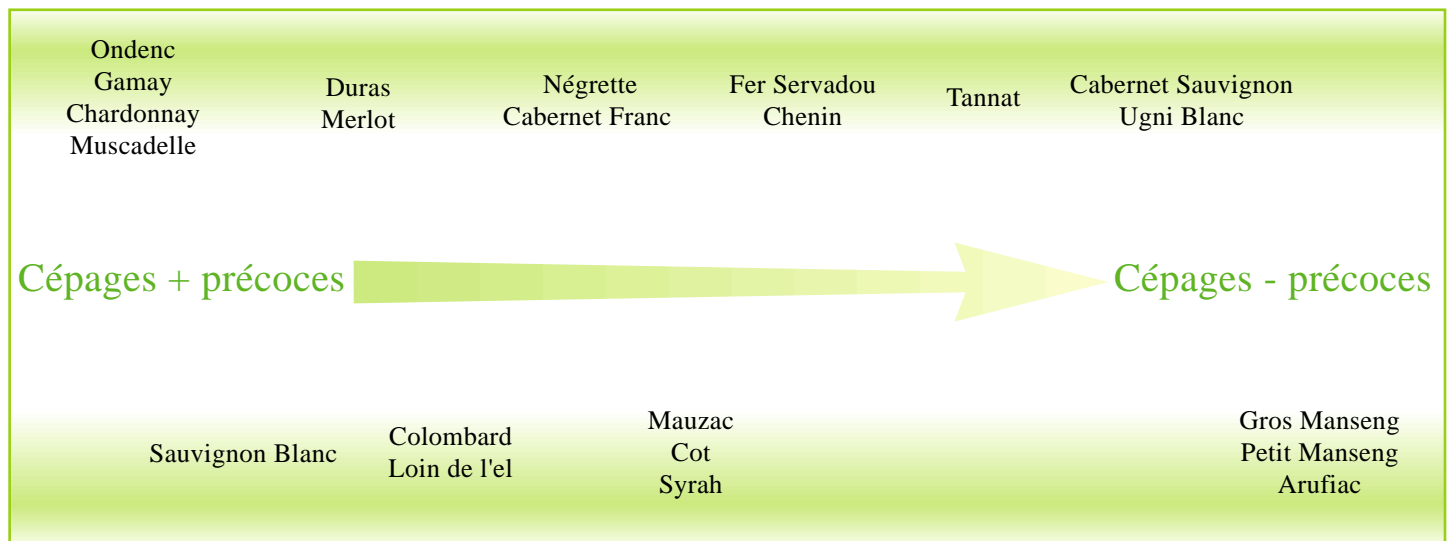 Ondenc
Gamay
Chardonnay
Muscadelle
Duras
Merlot
Négrette
Cabernet Franc
Fer Servadou
Chenin
Tannat
Cabernet Sauvignon
Ugni Blanc
Cépages + précoces
Cépages - précoces
Sauvignon Blanc
Colombard
Loin de l'el
Mauzac
Cot
Syrah
Gros Manseng
Petit Manseng
Arufiac